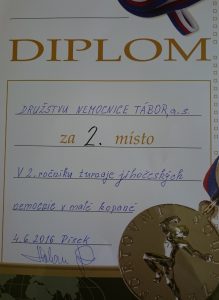 DIPLOM
DRUŽSTVU NEMOCNICE TÁBOR, a.s.
za 2. místo
V 2. ročníku turnaje jihočeských
nemocnic v malé kopané
4.6.2016 Písek